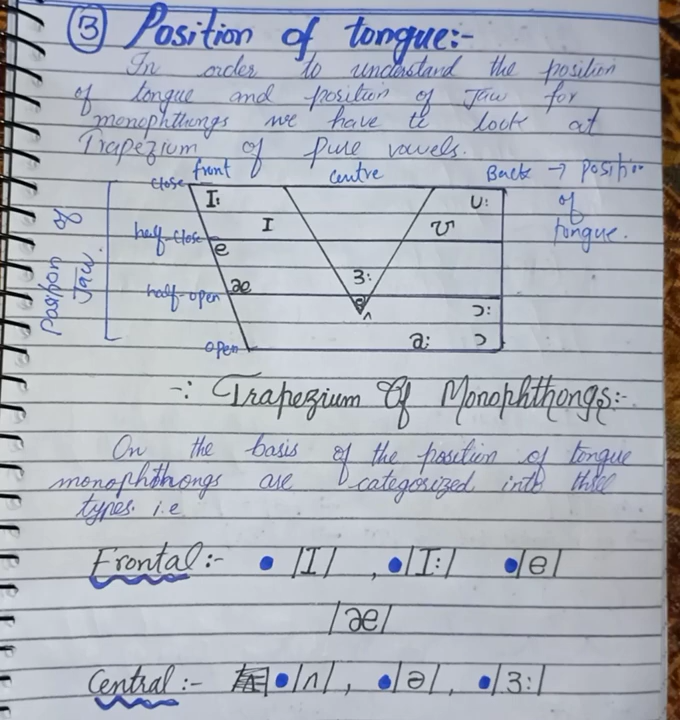 ③ Position of tongue:-
In order to understand the position
of tongue and position of Jaw for
monophthungs we have to look at
Trapezium of pure vowels.
front centre Back → position
of
tongue.
close I: U:
I ʊ
half-close e
half-open æ 3:
ə ʌ ɔ:
open a: ɔ
Position of
Jaw.
-: Trapezium Of Monophthongs:-
On the basis of the position of tongue
monophthongs are categorized into three
types. i.e
Frontal:- • /I/ , • /I:/ • /e/
/æ/
Central:- • /ʌ/, • /ə/, • /3:/